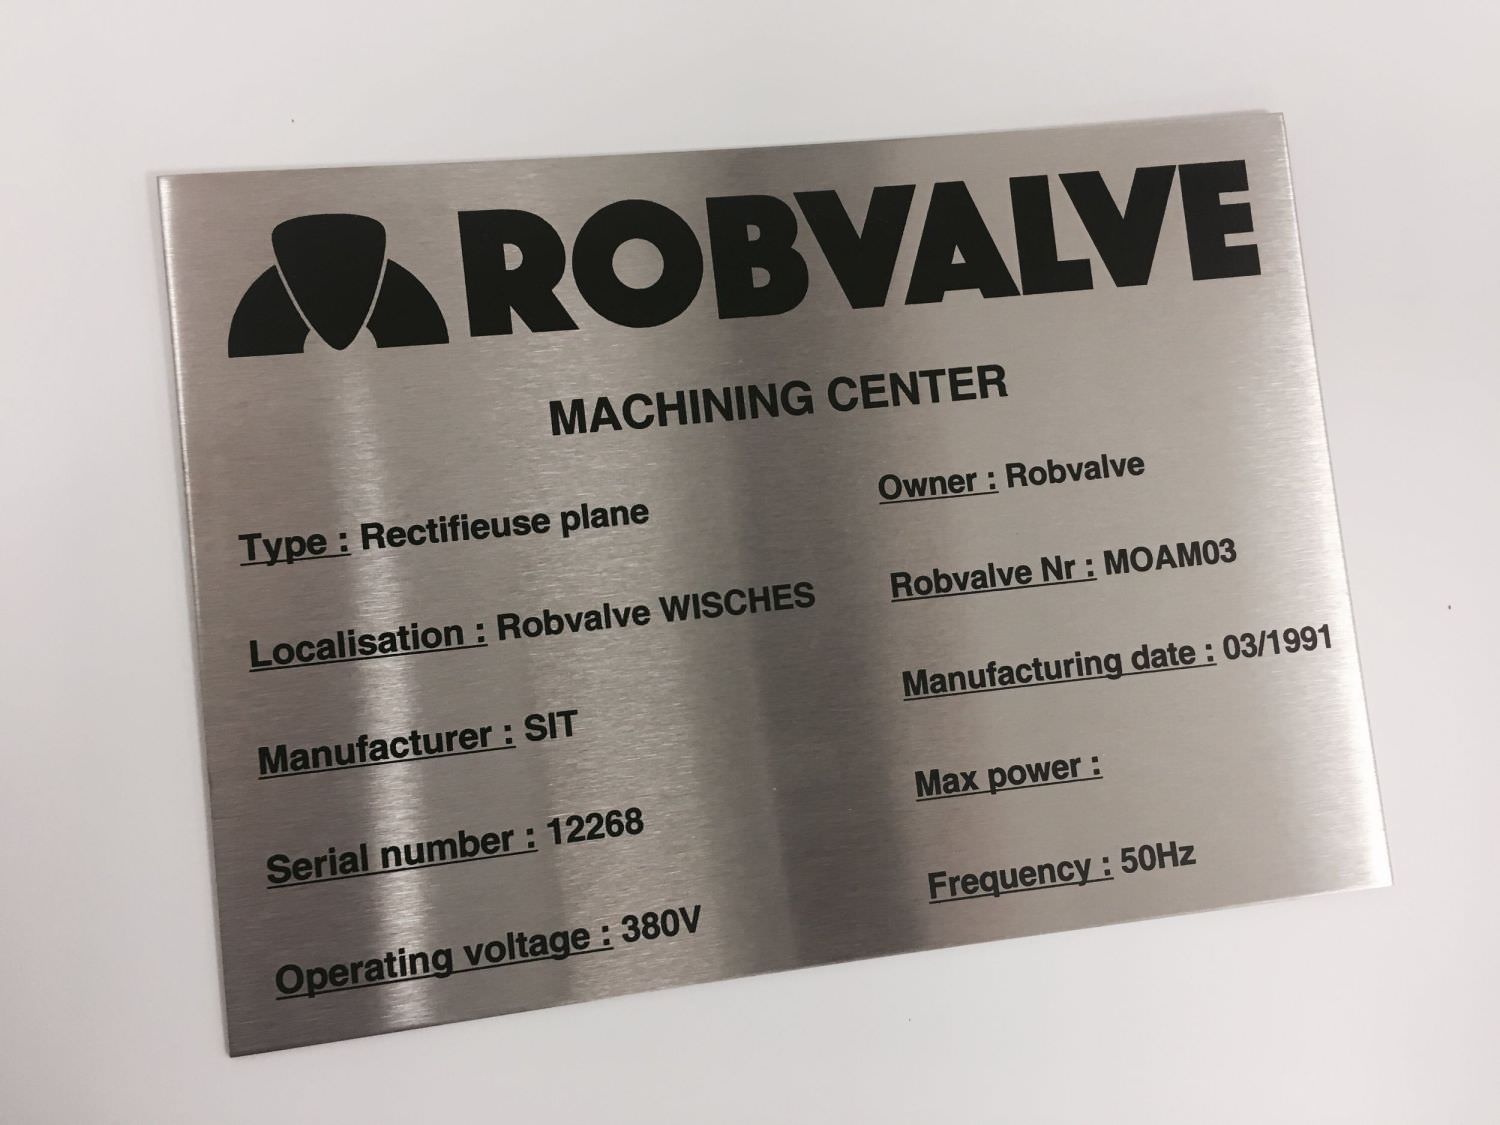 ROBVALVE
MACHINING CENTER
Type : Rectifieuse plane
Localisation : Robvalve WISCHES
Manufacturer : SIT
Serial number : 12268
Operating voltage : 380V
Owner : Robvalve
Robvalve Nr : MOAM03
Manufacturing date : 03/1991
Max power :
Frequency : 50Hz